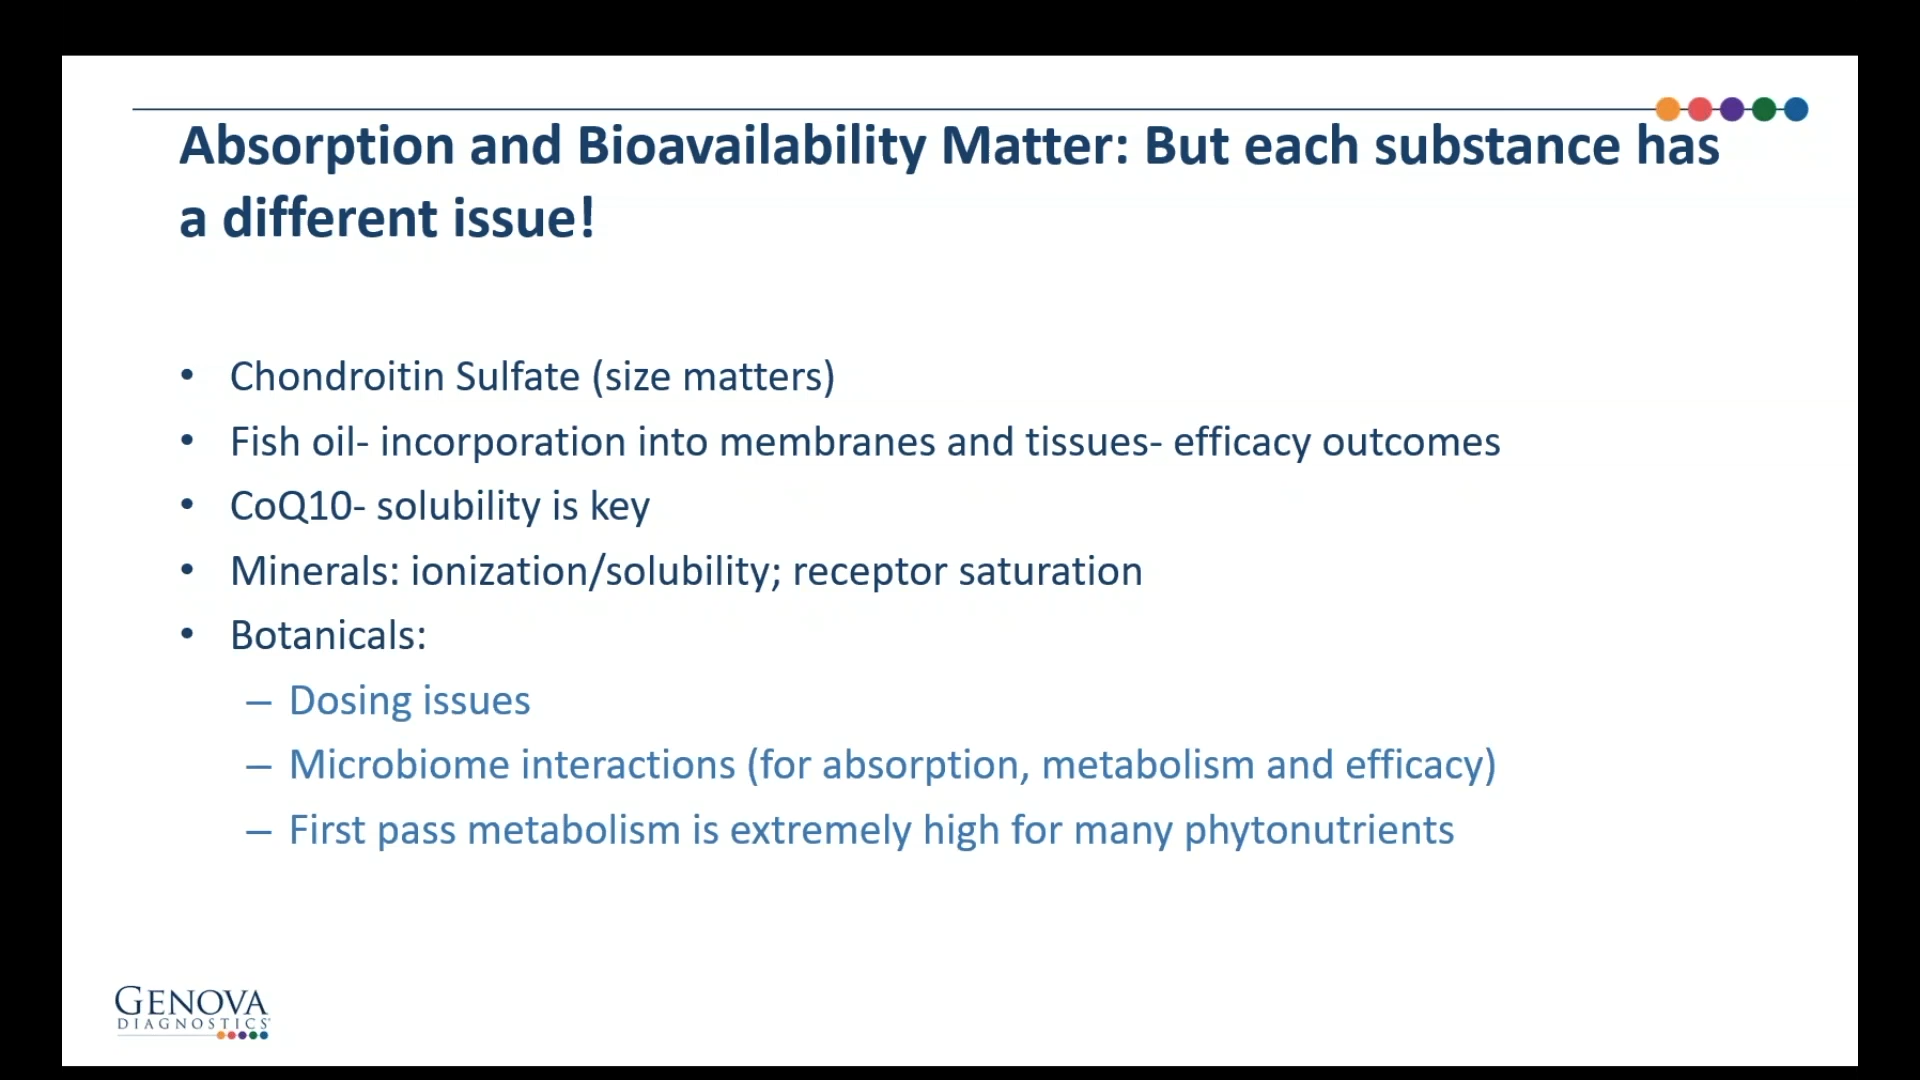 Absorption and Bioavailability Matter: But each substance has
a different issue!
• Chondroitin Sulfate (size matters)
• Fish oil- incorporation into membranes and tissues- efficacy outcomes
• CoQ10- solubility is key
• Minerals: ionization/solubility; receptor saturation
• Botanicals:
– Dosing issues
– Microbiome interactions (for absorption, metabolism and efficacy)
– First pass metabolism is extremely high for many phytonutrients
GENOVA
DIAGNOSTICS